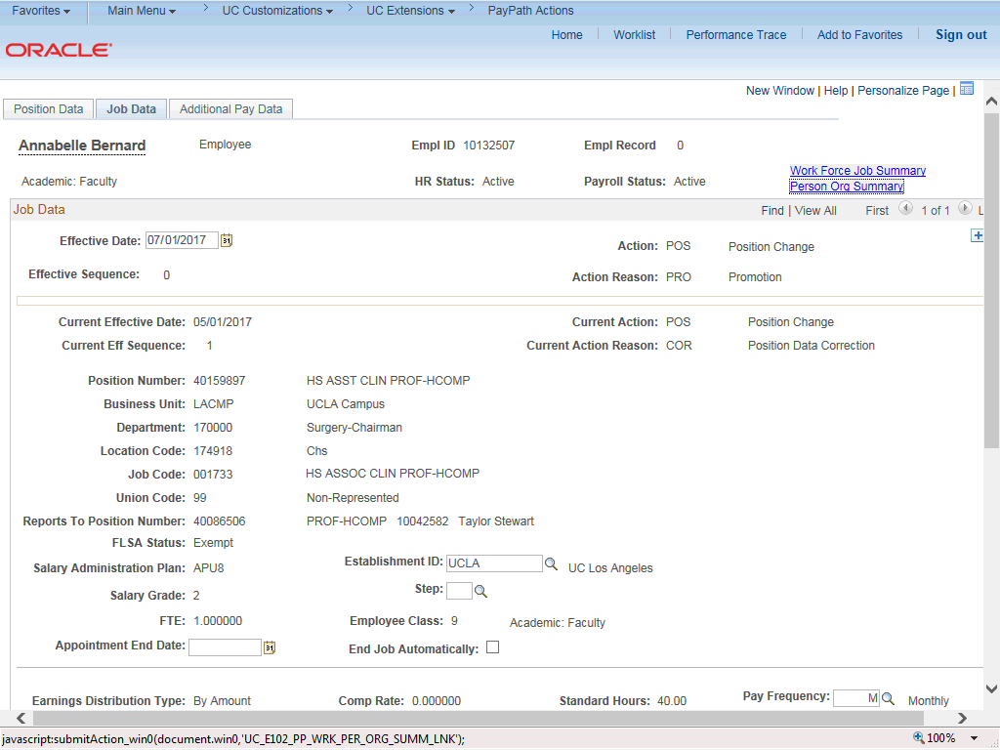 Favorites Main Menu > UC Customizations > UC Extensions > PayPath Actions
Home Worklist Performance Trace Add to Favorites Sign out
ORACLE
New Window | Help | Personalize Page |
Position Data Job Data Additional Pay Data
Annabelle Bernard Employee Empl ID 10132507 Empl Record 0
Work Force Job Summary
Academic: Faculty HR Status: Active Payroll Status: Active
Person Org Summary
Job Data Find | View All First 1 of 1 L
Effective Date: 07/01/2017 Action: POS Position Change
Effective Sequence: 0 Action Reason: PRO Promotion
Current Effective Date: 05/01/2017 Current Action: POS Position Change
Current Eff Sequence: 1 Current Action Reason: COR Position Data Correction
Position Number: 40159897 HS ASST CLIN PROF-HCOMP
Business Unit: LACMP UCLA Campus
Department: 170000 Surgery-Chairman
Location Code: 174918 Chs
Job Code: 001733 HS ASSOC CLIN PROF-HCOMP
Union Code: 99 Non-Represented
Reports To Position Number: 40086506 PROF-HCOMP 10042582 Taylor Stewart
FLSA Status: Exempt
Salary Administration Plan: APU8 Establishment ID: UCLA UC Los Angeles
Salary Grade: 2 Step:
FTE: 1.000000 Employee Class: 9 Academic: Faculty
Appointment End Date: End Job Automatically:
Earnings Distribution Type: By Amount Comp Rate: 0.000000 Standard Hours: 40.00 Pay Frequency: M Monthly
javascript:submitAction_win0(document.win0,'UC_E102_PP_WRK_PER_ORG_SUMM_LNK'); 100%